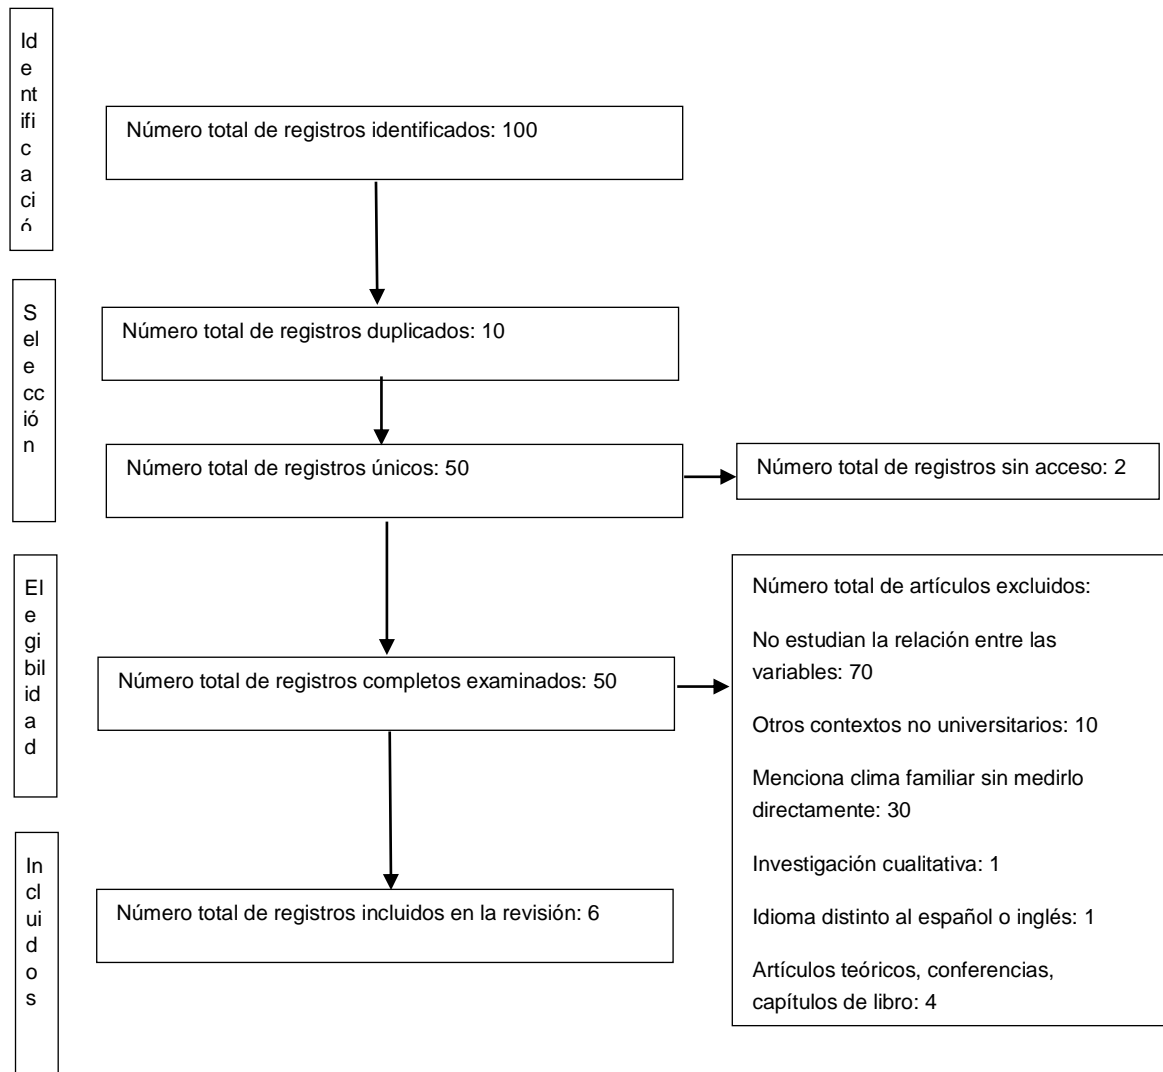 Id
e
nt
ifi
c
a
ci
ó
Número total de registros identificados: 100
S
el
e
cc
ió
n
Número total de registros duplicados: 10
Número total de registros únicos: 50
Número total de registros sin acceso: 2
El
e
gi
bil
id
a
d
Número total de registros completos examinados: 50
Número total de artículos excluidos:
No estudian la relación entre las
variables: 70
Otros contextos no universitarios: 10
Menciona clima familiar sin medirlo
directamente: 30
Investigación cualitativa: 1
Idioma distinto al español o inglés: 1
Artículos teóricos, conferencias,
capítulos de libro: 4
In
cl
ui
d
o
s
Número total de registros incluidos en la revisión: 6